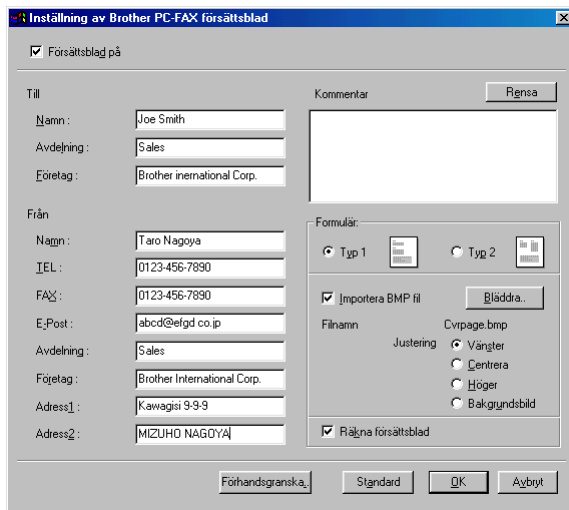 Inställning av Brother PC-FAX försättsblad
Försättsblad på
Till
Namn : Joe Smith
Avdelning : Sales
Företag : Brother inernational Corp.
Kommentar Rensa
Från
Namn : Taro Nagoya
TEL : 0123-456-7890
FAX : 0123-456-7890
E-Post : abcd@efgd co.jp
Avdelning : Sales
Företag : Brother International Corp.
Adress1 : Kawagisi 9-9-9
Adress2 : MIZUHO NAGOYA
Formulär:
Typ 1 Typ 2
Importera BMP fil Bläddra..
Filnamn Cvrpage.bmp
Justering Vänster
Centrera
Höger
Bakgrundsbild
Räkna försättsblad
Förhandsgranska.. Standard OK Avbryt